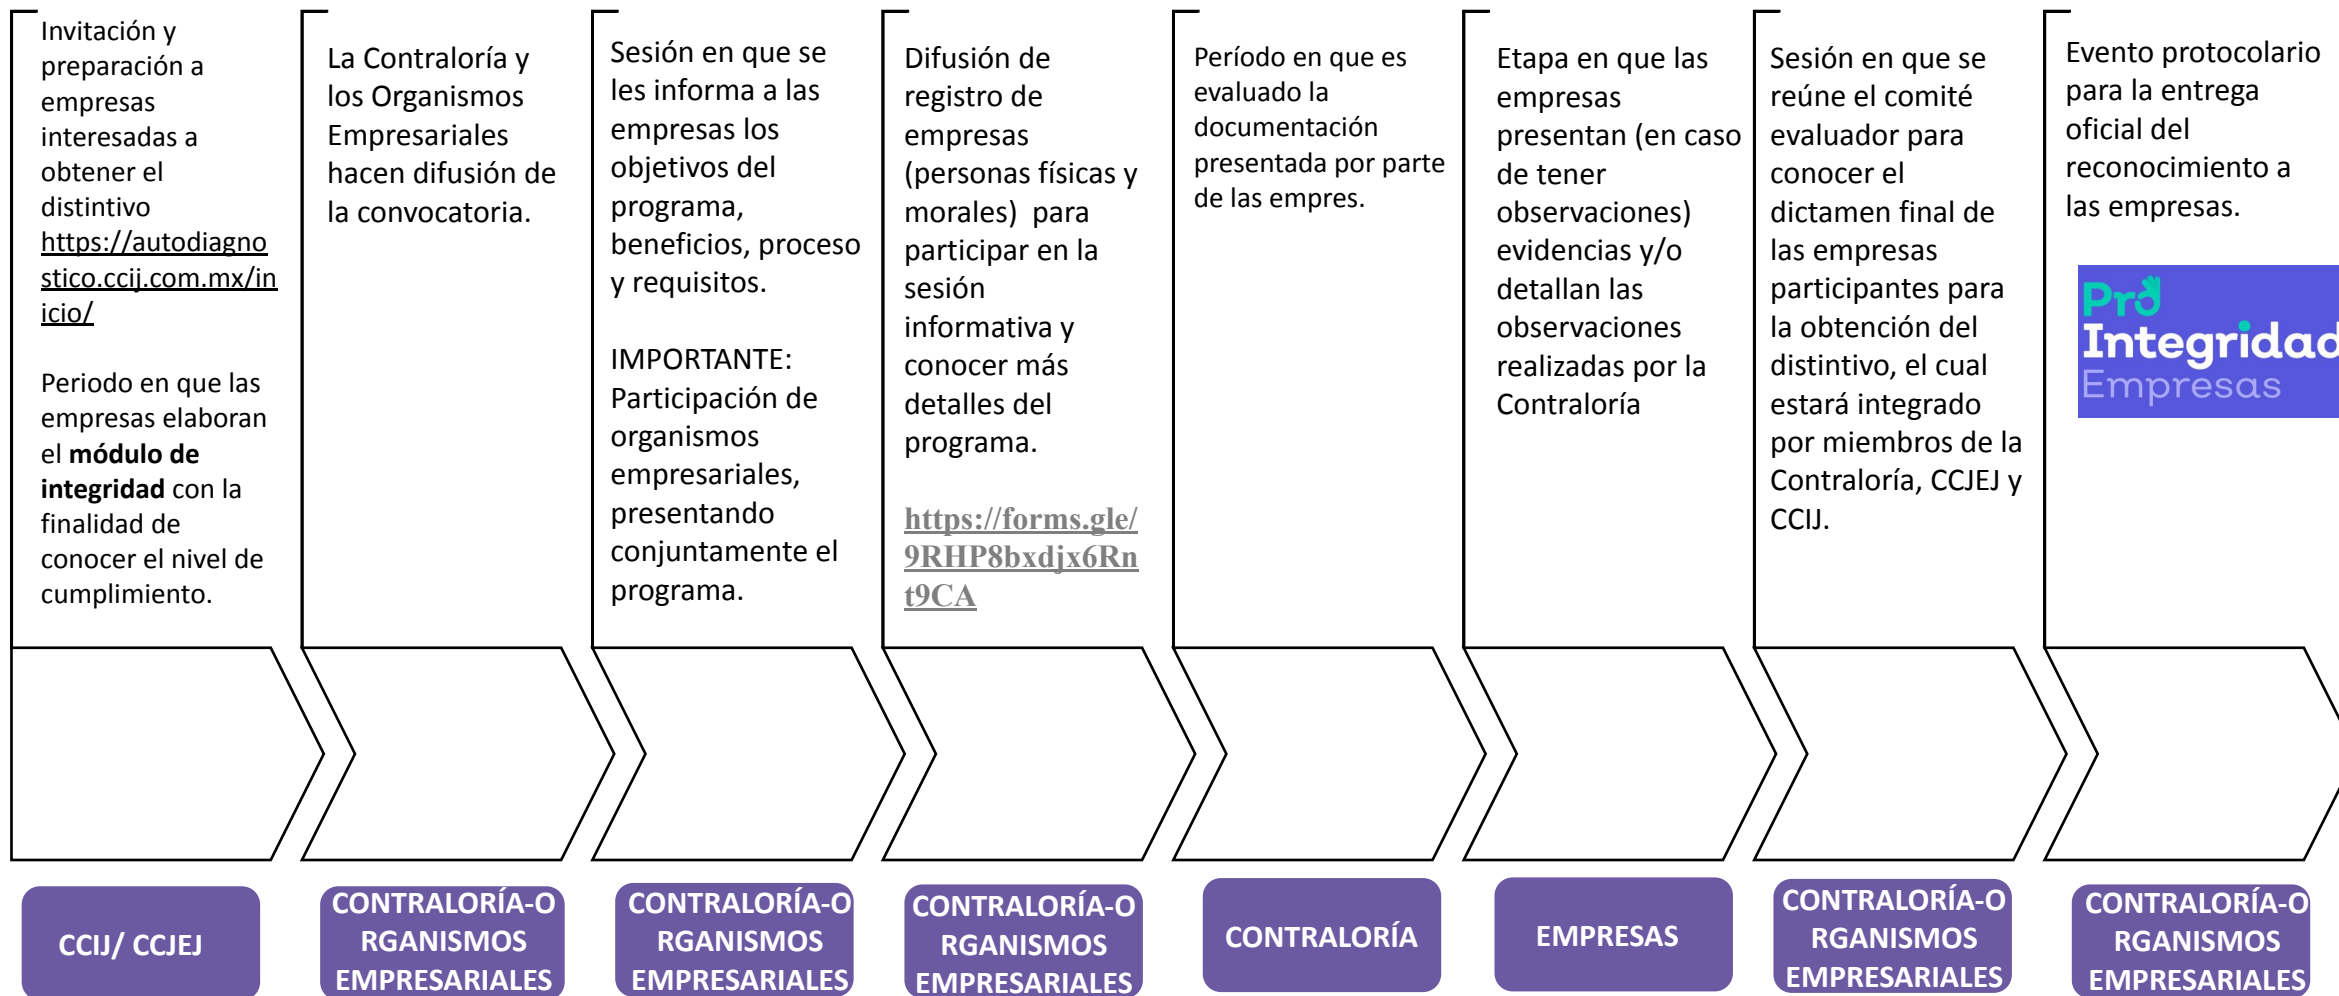 Invitación y
preparación a
empresas
interesadas a
obtener el
distintivo
https://autodiagno
stico.ccij.com.mx/in
icio/
Periodo en que las
empresas elaboran
el módulo de
integridad con la
finalidad de
conocer el nivel de
cumplimiento.
La Contraloría y
los Organismos
Empresariales
hacen difusión de
la convocatoria.
Sesión en que se
les informa a las
empresas los
objetivos del
programa,
beneficios, proceso
y requisitos.
IMPORTANTE:
Participación de
organismos
empresariales,
presentando
conjuntamente el
programa.
Difusión de
registro de
empresas
(personas físicas y
morales) para
participar en la
sesión
informativa y
conocer más
detalles del
programa.
https://forms.gle/
9RHP8bxdjx6Rn
t9CA
Período en que es
evaluado la
documentación
presentada por parte
de las empres.
Etapa en que las
empresas
presentan (en caso
de tener
observaciones)
evidencias y/o
detallan las
observaciones
realizadas por la
Contraloría
Sesión en que se
reúne el comité
evaluador para
conocer el
dictamen final de
las empresas
participantes para
la obtención del
distintivo, el cual
estará integrado
por miembros de la
Contraloría, CCJEJ y
CCIJ.
Evento protocolario
para la entrega
oficial del
reconocimiento a
las empresas.
Pro
Integridad
Empresas
CCIJ/ CCJEJ
CONTRALORÍA-O
RGANISMOS
EMPRESARIALES
CONTRALORÍA-O
RGANISMOS
EMPRESARIALES
CONTRALORÍA-O
RGANISMOS
EMPRESARIALES
CONTRALORÍA
EMPRESAS
CONTRALORÍA-O
RGANISMOS
EMPRESARIALES
CONTRALORÍA-O
RGANISMOS
EMPRESARIALES